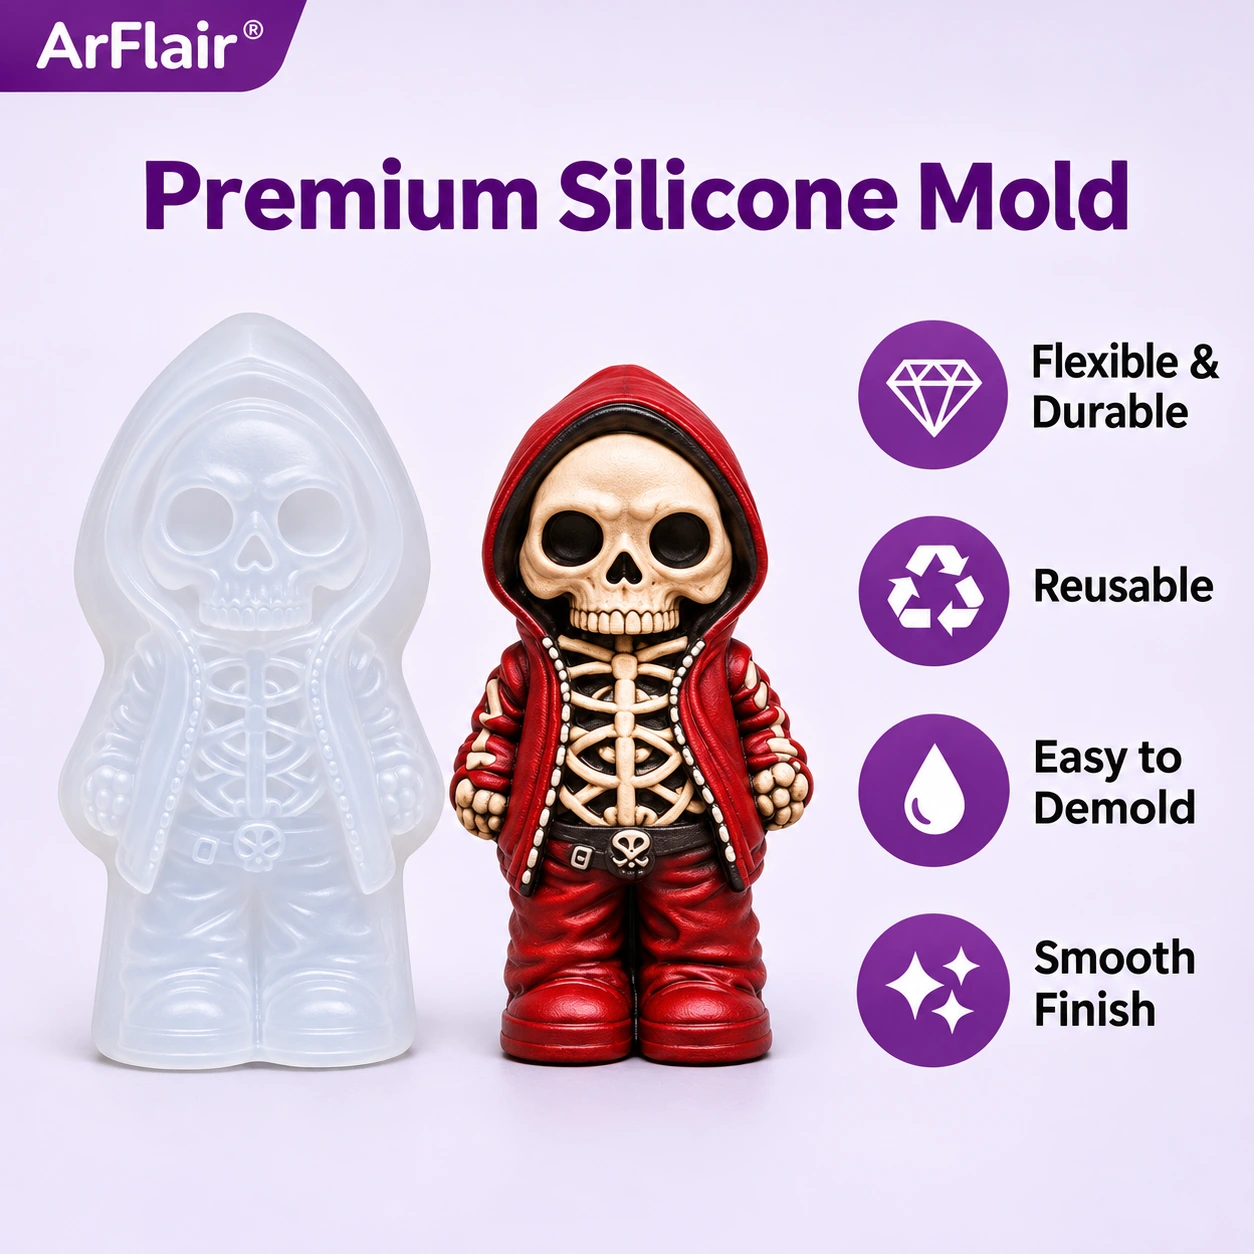 ArFlair®
Premium Silicone Mold
Flexible &
Durable
Reusable
Easy to
Demold
Smooth
Finish